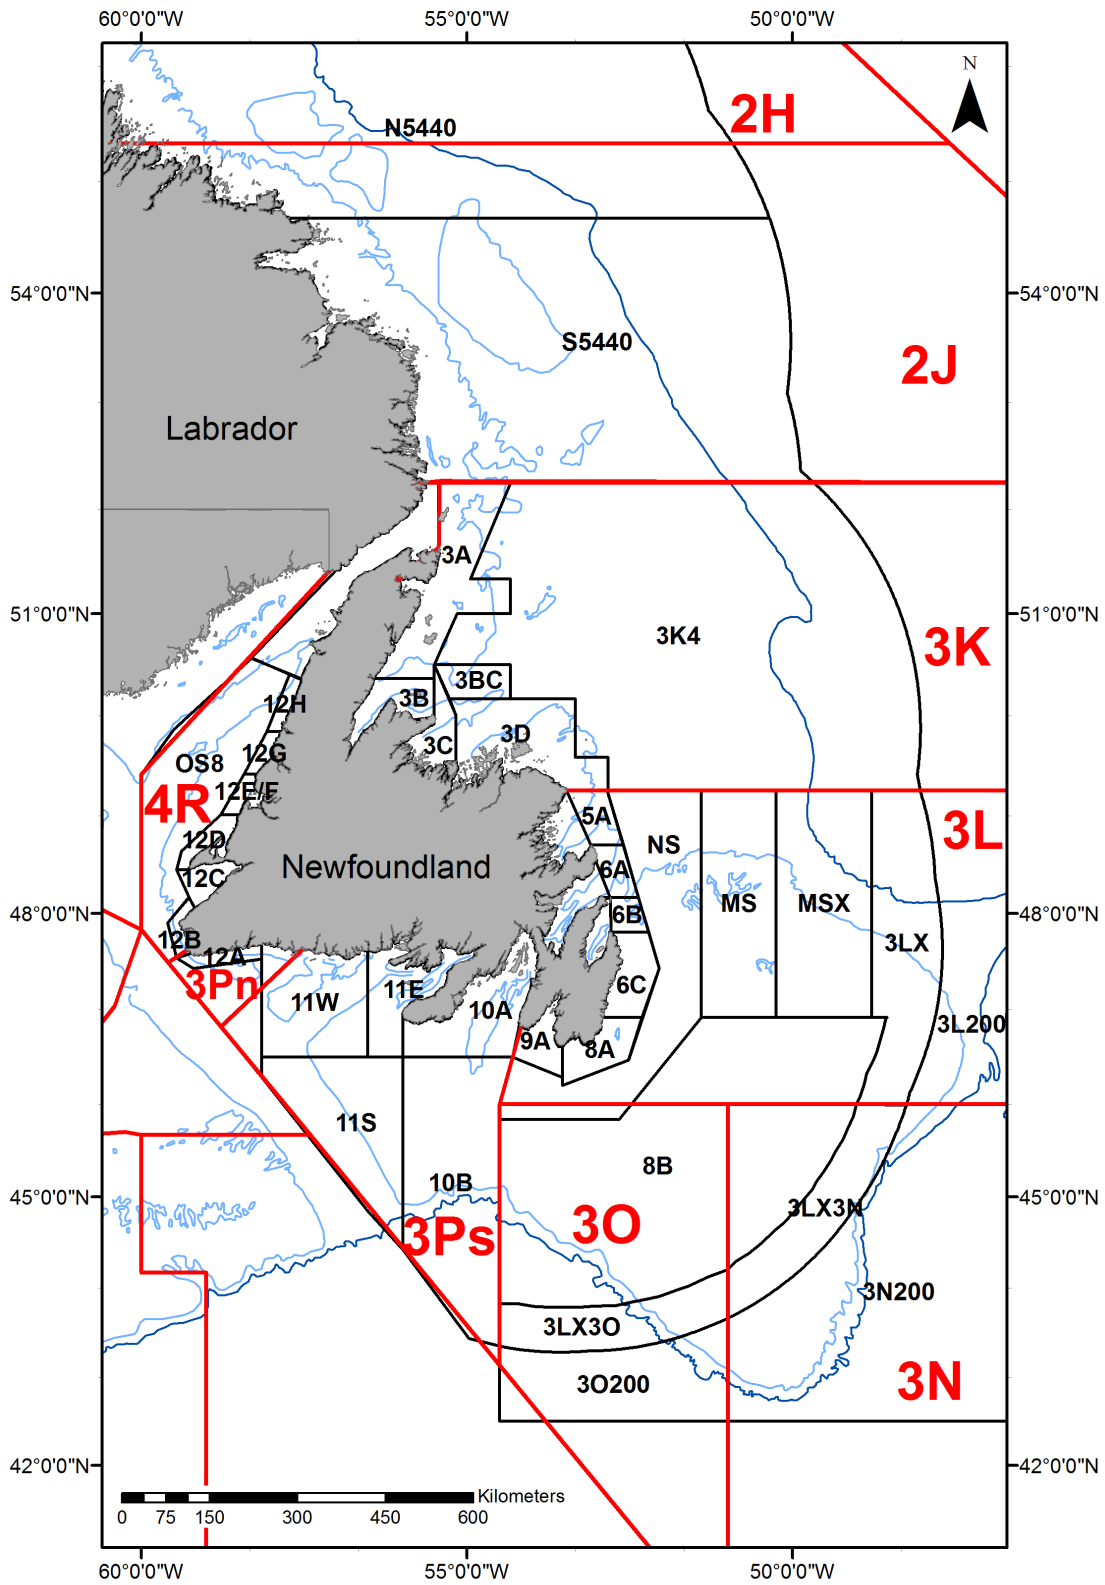 60°0'0"W 55°0'0"W 50°0'0"W
N
2H
N5440
54°0'0"N 54°0'0"N
S5440
2J
Labrador
3A
51°0'0"N 51°0'0"N
3K4
3K
3BC
3B
12H
3D
3C
12G
OS8
12E/F
4R
5A
3L
12D
NS
Newfoundland
6A
12C
MS
MSX
48°0'0"N 48°0'0"N
6B
12B
3LX
12A
3Pn
6C
11E
11W
10A
3L200
9A
8A
11S
8B
10B
45°0'0"N 45°0'0"N
3LX3N
3O
3Ps
3N200
3LX3O
3O200
3N
42°0'0"N 42°0'0"N
Kilometers
0 75 150 300 450 600
60°0'0"W 55°0'0"W 50°0'0"W